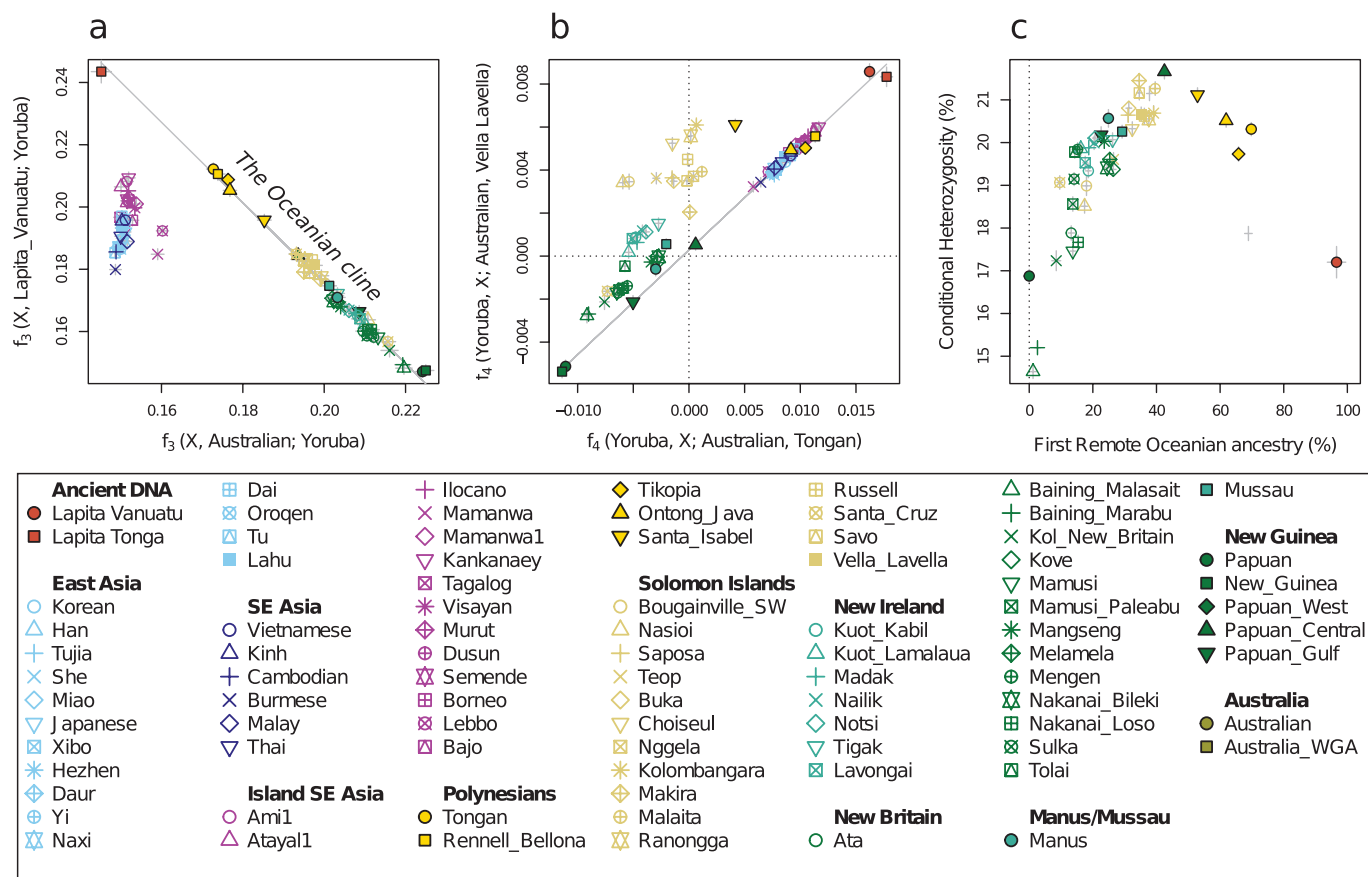 a
b
c
0.24
0.22
0.20
0.18
0.16
f3 (X, Lapita_Vanuatu; Yoruba)
The Oceanian cline
0.16 0.18 0.20 0.22
f3 (X, Australian; Yoruba)
0.008
0.004
0.000
−0.004
f4 (Yoruba, X; Australian, Vella Lavella)
−0.010 0.000 0.005 0.010 0.015
f4 (Yoruba, X; Australian, Tongan)
21
20
19
18
17
16
15
Conditional Heterozygosity (%)
0 20 40 60 80 100
First Remote Oceanian ancestry (%)
Ancient DNA
Lapita Vanuatu
Lapita Tonga
East Asia
Korean
Han
Tujia
She
Miao
Japanese
Xibo
Hezhen
Daur
Yi
Naxi
Dai
Oroqen
Tu
Lahu
SE Asia
Vietnamese
Kinh
Cambodian
Burmese
Malay
Thai
Island SE Asia
Ami1
Atayal1
Ilocano
Mamanwa
Mamanwa1
Kankanaey
Tagalog
Visayan
Murut
Dusun
Semende
Borneo
Lebbo
Bajo
Polynesians
Tongan
Rennell_Bellona
Tikopia
Ontong_Java
Santa_Isabel
Solomon Islands
Bougainville_SW
Nasioi
Saposa
Teop
Buka
Choiseul
Nggela
Kolombangara
Makira
Malaita
Ranongga
Russell
Santa_Cruz
Savo
Vella_Lavella
New Ireland
Kuot_Kabil
Kuot_Lamalaua
Madak
Nailik
Notsi
Tigak
Lavongai
New Britain
Ata
Baining_Malasait
Baining_Marabu
Kol_New_Britain
Kove
Mamusi
Mamusi_Paleabu
Mangseng
Melamela
Mengen
Nakanai_Bileki
Nakanai_Loso
Sulka
Tolai
Manus/Mussau
Manus
Mussau
New Guinea
Papuan
New_Guinea
Papuan_West
Papuan_Central
Papuan_Gulf
Australia
Australian
Australia_WGA